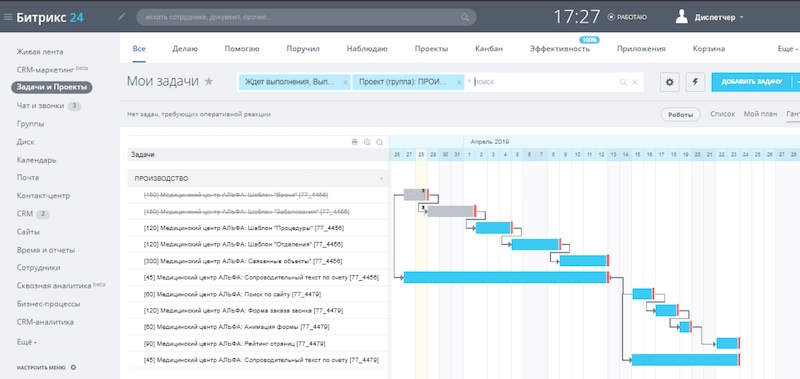 Битрикс 24
искать сотрудника, документ, прочее...
17:27
РАБОТАЮ
Диспетчер
Живая лента
CRM-маркетинг beta
Задачи и Проекты
Чат и звонки 3
Группы
Диск
Календарь
Почта
Контакт-центр
CRM 2
Сайты
Время и отчеты
Сотрудники
Сквозная аналитика beta
Бизнес-процессы
CRM-аналитика
Ещё
НАСТРОИТЬ МЕНЮ
Все
Делаю
Помогаю
Поручил
Наблюдаю
Проекты
Канбан
Эффективность
100%
Приложения
Корзина
Еще
Мои задачи
Ждет выполнения, Вып...
Проект (группа): ПРОИ...
+ поиск
ДОБАВИТЬ ЗАДАЧУ
Нет задач, требующих оперативной реакции
Роботы
Список
Мой план
Ган
Задачи
Апрель 2019
26 27 28 29 30 31 1 2 3 4 5 6 7 8 9 10 11 12 13 14 15 16 17 18 19 20 21 22 23 24 25 26 27 28
ПРОИЗВОДСТВО
[150] Медицинский центр АЛЬФА: Шаблон "Врачи" [77_4456]
[150] Медицинский центр АЛЬФА: Шаблон "Заболевания" [77_4456]
[120] Медицинский центр АЛЬФА: Шаблон "Процедуры" [77_4456]
[120] Медицинский центр АЛЬФА: Шаблон "Отделения" [77_4456]
[300] Медицинский центр АЛЬФА: "Связанные объекты" [77_4456]
[45] Медицинский центр АЛЬФА: Сопроводительный текст по счету [77_4456]
[60] Медицинский центр АЛЬФА: Поиск по сайту [77_4479]
[120] Медицинский центр АЛЬФА: Форма заказа звонка [77_4479]
[60] Медицинский центр АЛЬФА: Анимация формы [77_4479]
[90] Медицинский центр АЛЬФА: Рейтинг страниц [77_4479]
[45] Медицинский центр АЛЬФА: Сопроводительный текст по счету [77_4479]